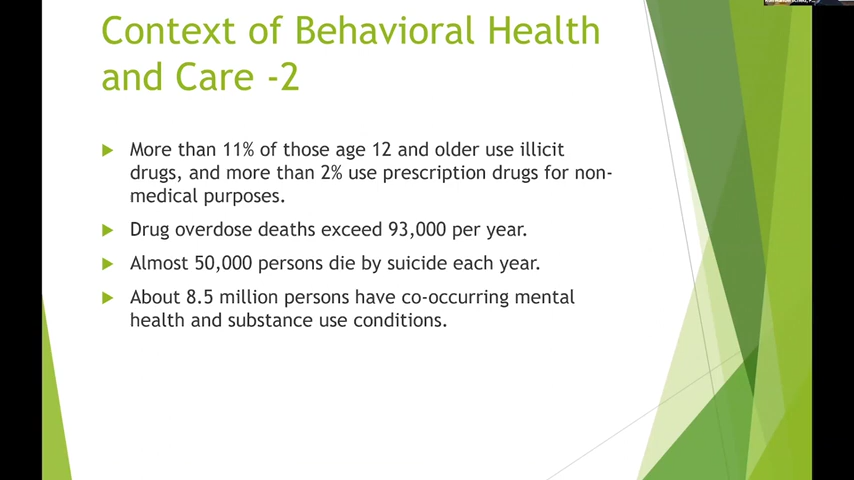 Context of Behavioral Health
and Care -2
More than 11% of those age 12 and older use illicit
drugs, and more than 2% use prescription drugs for non-
medical purposes.
Drug overdose deaths exceed 93,000 per year.
Almost 50,000 persons die by suicide each year.
About 8.5 million persons have co-occurring mental
health and substance use conditions.